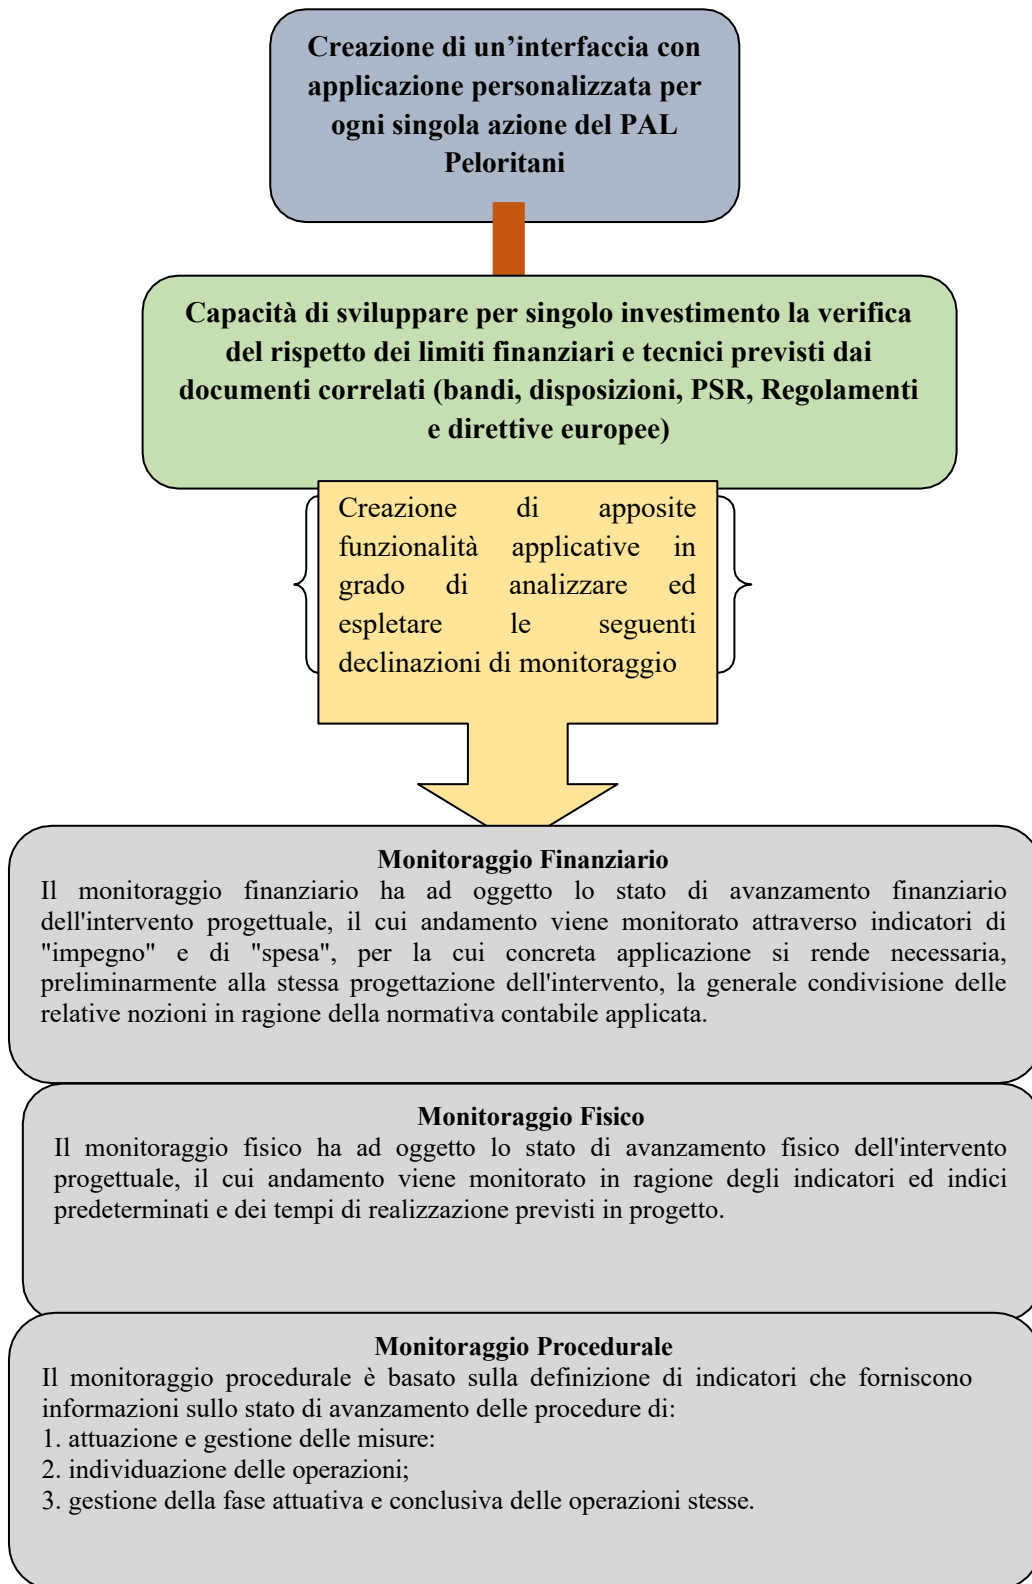 Creazione di un’interfaccia con
applicazione personalizzata per
ogni singola azione del PAL
Peloritani
Capacità di sviluppare per singolo investimento la verifica
del rispetto dei limiti finanziari e tecnici previsti dai
documenti correlati (bandi, disposizioni, PSR, Regolamenti
e direttive europee)
Creazione di apposite
funzionalità applicative in
grado di analizzare ed
espletare le seguenti
declinazioni di monitoraggio
Monitoraggio Finanziario
Il monitoraggio finanziario ha ad oggetto lo stato di avanzamento finanziario
dell'intervento progettuale, il cui andamento viene monitorato attraverso indicatori di
"impegno" e di "spesa", per la cui concreta applicazione si rende necessaria,
preliminarmente alla stessa progettazione dell'intervento, la generale condivisione delle
relative nozioni in ragione della normativa contabile applicata.
Monitoraggio Fisico
Il monitoraggio fisico ha ad oggetto lo stato di avanzamento fisico dell'intervento
progettuale, il cui andamento viene monitorato in ragione degli indicatori ed indici
predeterminati e dei tempi di realizzazione previsti in progetto.
Monitoraggio Procedurale
Il monitoraggio procedurale è basato sulla definizione di indicatori che forniscono
informazioni sullo stato di avanzamento delle procedure di:
1. attuazione e gestione delle misure:
2. individuazione delle operazioni;
3. gestione della fase attuativa e conclusiva delle operazioni stesse.